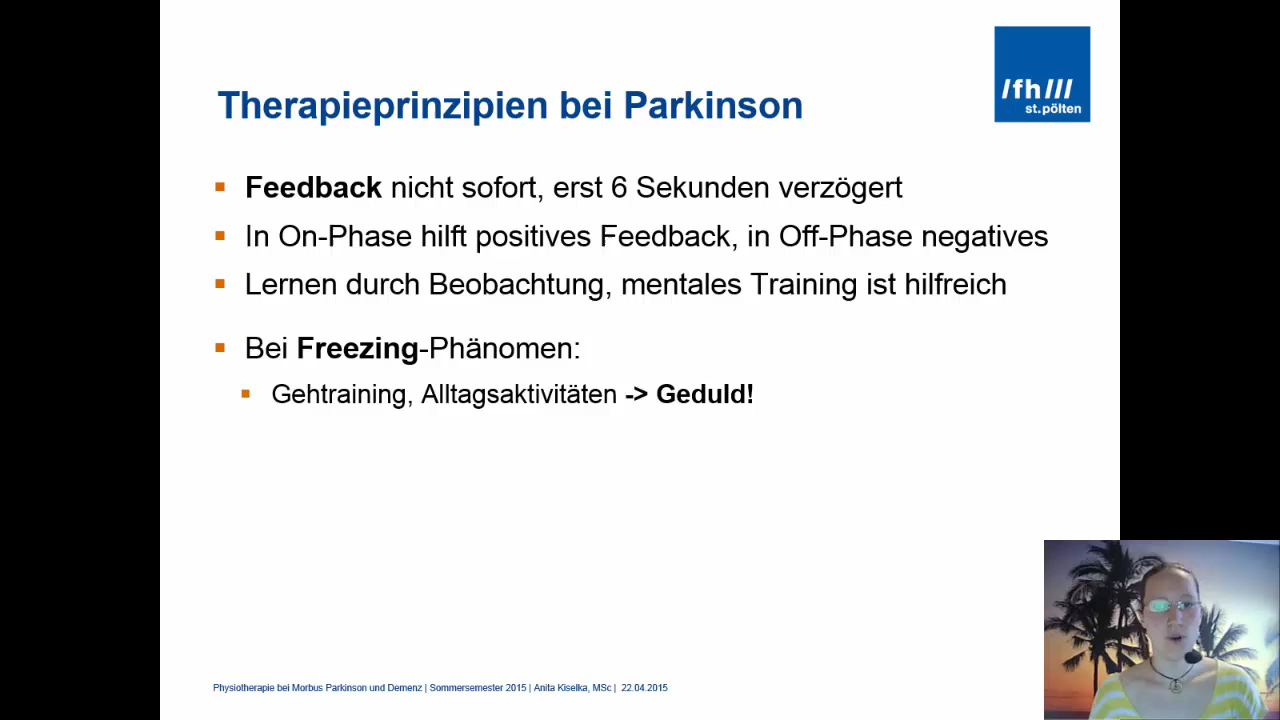 Therapieprinzipien bei Parkinson
/fh///
st.pölten
Feedback nicht sofort, erst 6 Sekunden verzögert
In On-Phase hilft positives Feedback, in Off-Phase negatives
Lernen durch Beobachtung, mentales Training ist hilfreich
Bei Freezing-Phänomen:
Gehtraining, Alltagsaktivitäten -> Geduld!
Physiotherapie bei Morbus Parkinson und Demenz | Sommersemester 2015 | Anita Kiselka, MSc | 22.04.2015